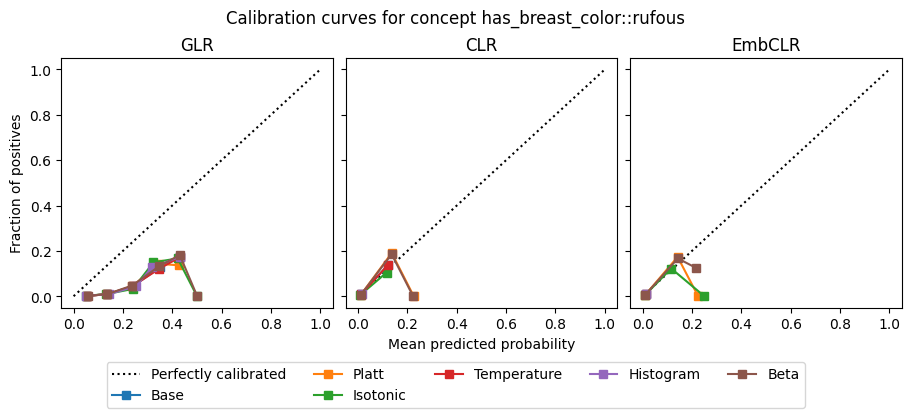 Calibration curves for concept has_breast_color::rufous
GLR
CLR
EmbCLR
Fraction of positives
1.0
0.8
0.6
0.4
0.2
0.0
0.0 0.2 0.4 0.6 0.8 1.0
0.0 0.2 0.4 0.6 0.8 1.0
0.0 0.2 0.4 0.6 0.8 1.0
Mean predicted probability
Perfectly calibrated
Base
Platt
Isotonic
Temperature
Histogram
Beta